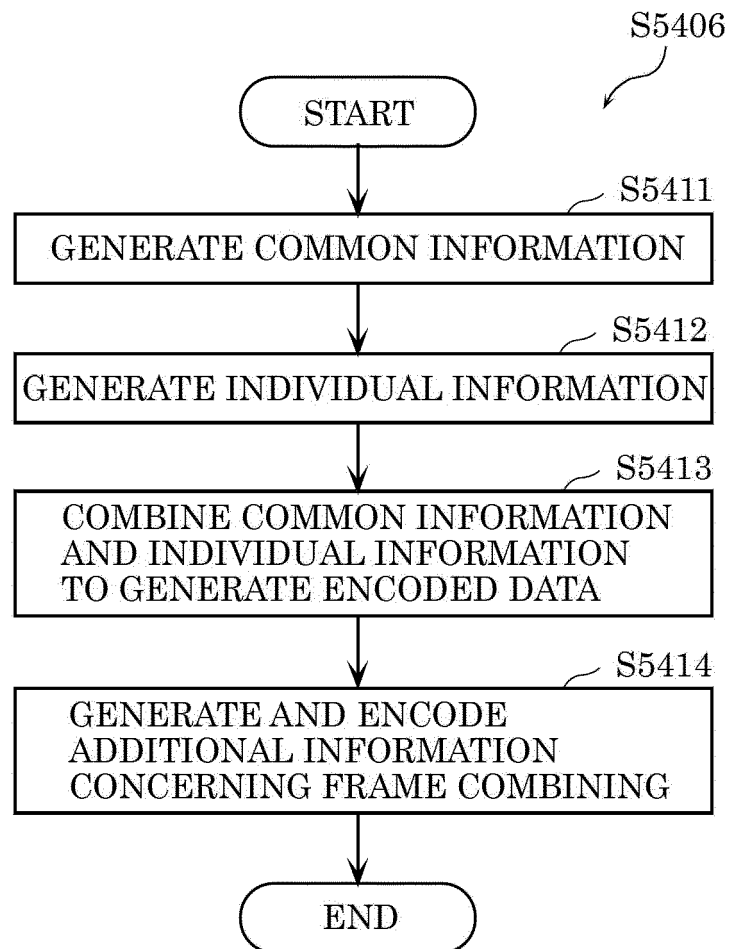 S5406
START
S5411
GENERATE COMMON INFORMATION
S5412
GENERATE INDIVIDUAL INFORMATION
S5413
COMBINE COMMON INFORMATION
AND INDIVIDUAL INFORMATION
TO GENERATE ENCODED DATA
S5414
GENERATE AND ENCODE
ADDITIONAL INFORMATION
CONCERNING FRAME COMBINING
END